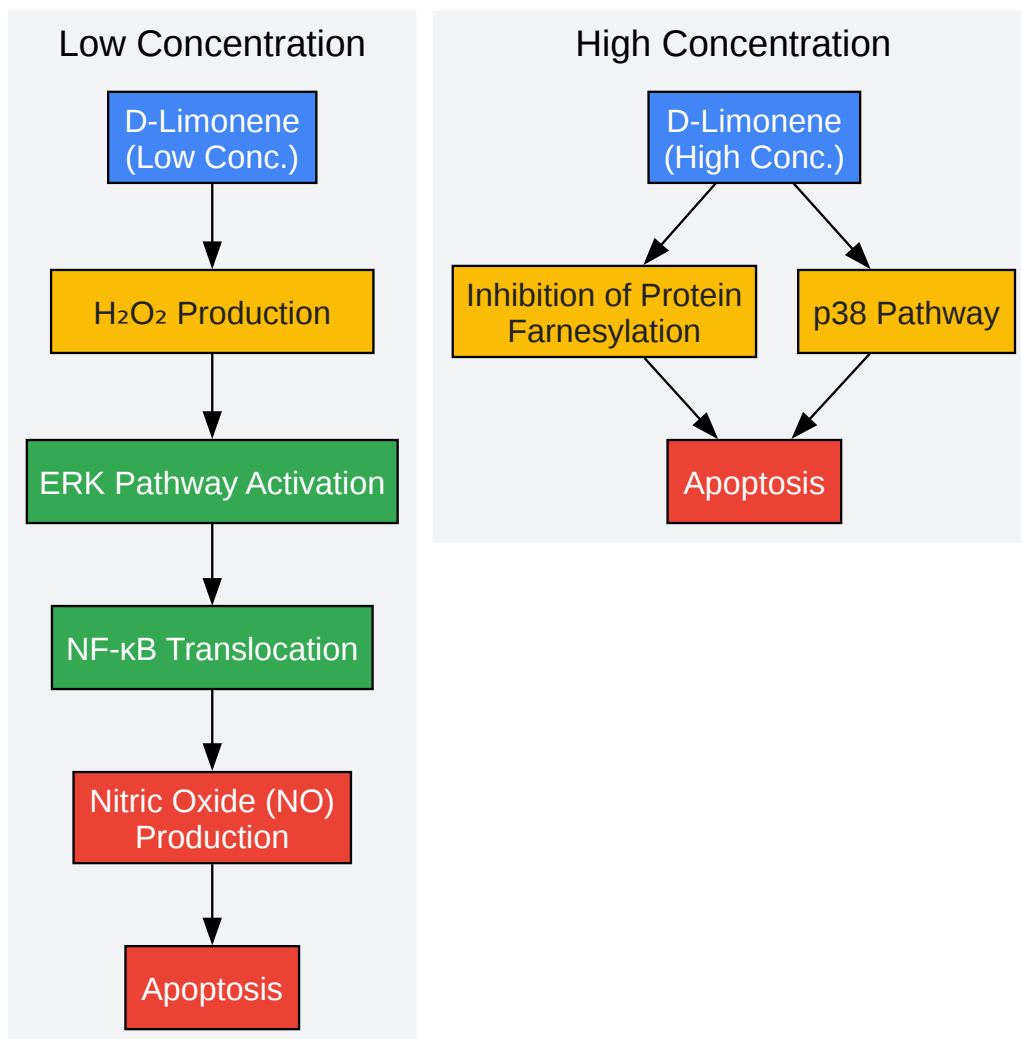 Low Concentration
D-Limonene
(Low Conc.)
H₂O₂ Production
ERK Pathway Activation
NF-κB Translocation
Nitric Oxide (NO)
Production
Apoptosis
High Concentration
D-Limonene
(High Conc.)
Inhibition of Protein
Farnesylation
p38 Pathway
Apoptosis